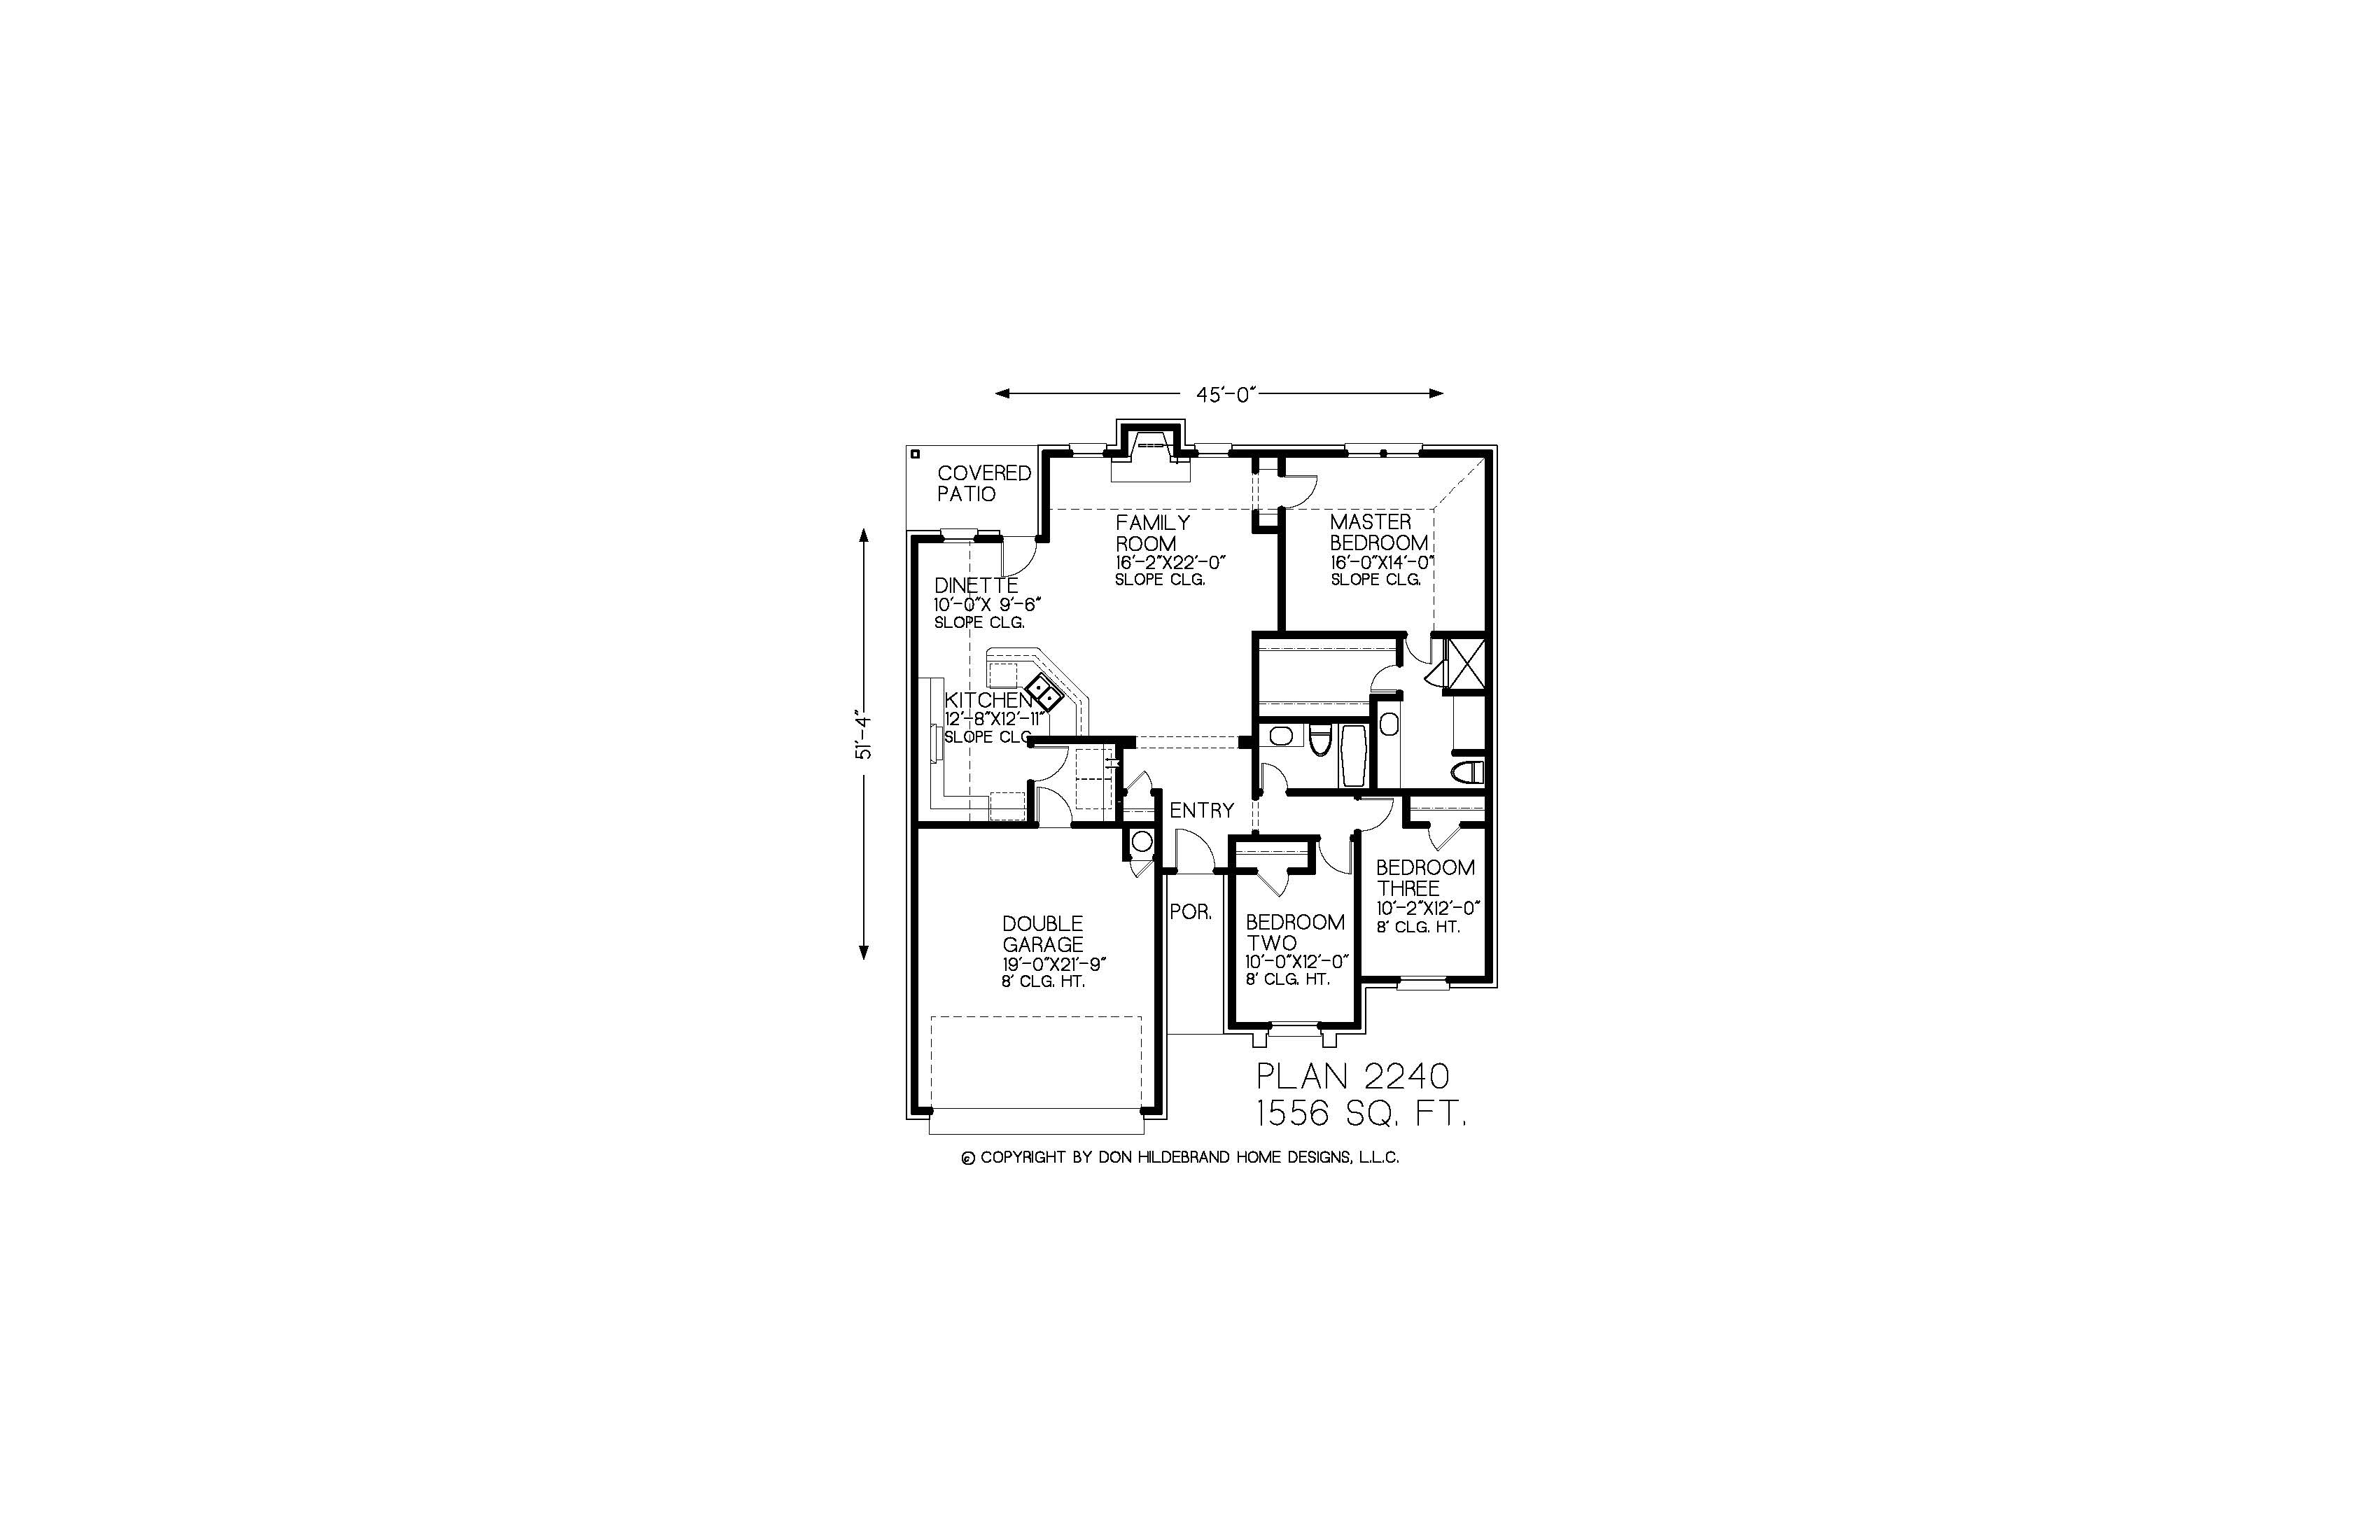 45'-0"
COVERED
PATIO
FAMILY
ROOM
16'-2"X22'-0"
SLOPE CLG.
MASTER
BEDROOM
16'-0"X14'-0"
SLOPE CLG.
DINETTE
10'-0"X 9'-6"
SLOPE CLG.
51'-4"
KITCHEN
12'-8"X12'-11"
SLOPE CLG.
ENTRY
BEDROOM
THREE
10'-2"X12'-0"
8' CLG. HT.
POR.
DOUBLE
GARAGE
19'-0"X21'-9"
8' CLG. HT.
BEDROOM
TWO
10'-0"X12'-0"
8' CLG. HT.
PLAN 2240
1556 SQ. FT.
© COPYRIGHT BY DON HILDEBRAND HOME DESIGNS, L.L.C.